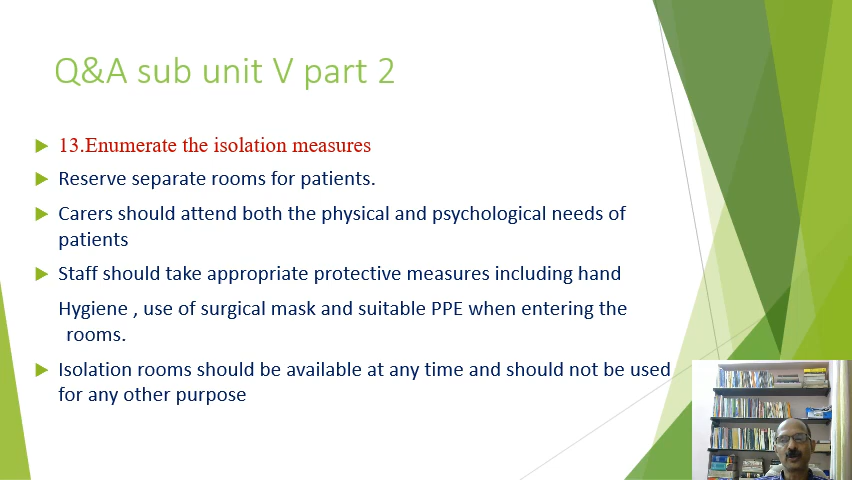 Q&A sub unit V part 2
13.Enumerate the isolation measures
Reserve separate rooms for patients.
Carers should attend both the physical and psychological needs of
patients
Staff should take appropriate protective measures including hand
Hygiene , use of surgical mask and suitable PPE when entering the
rooms.
Isolation rooms should be available at any time and should not be used
for any other purpose